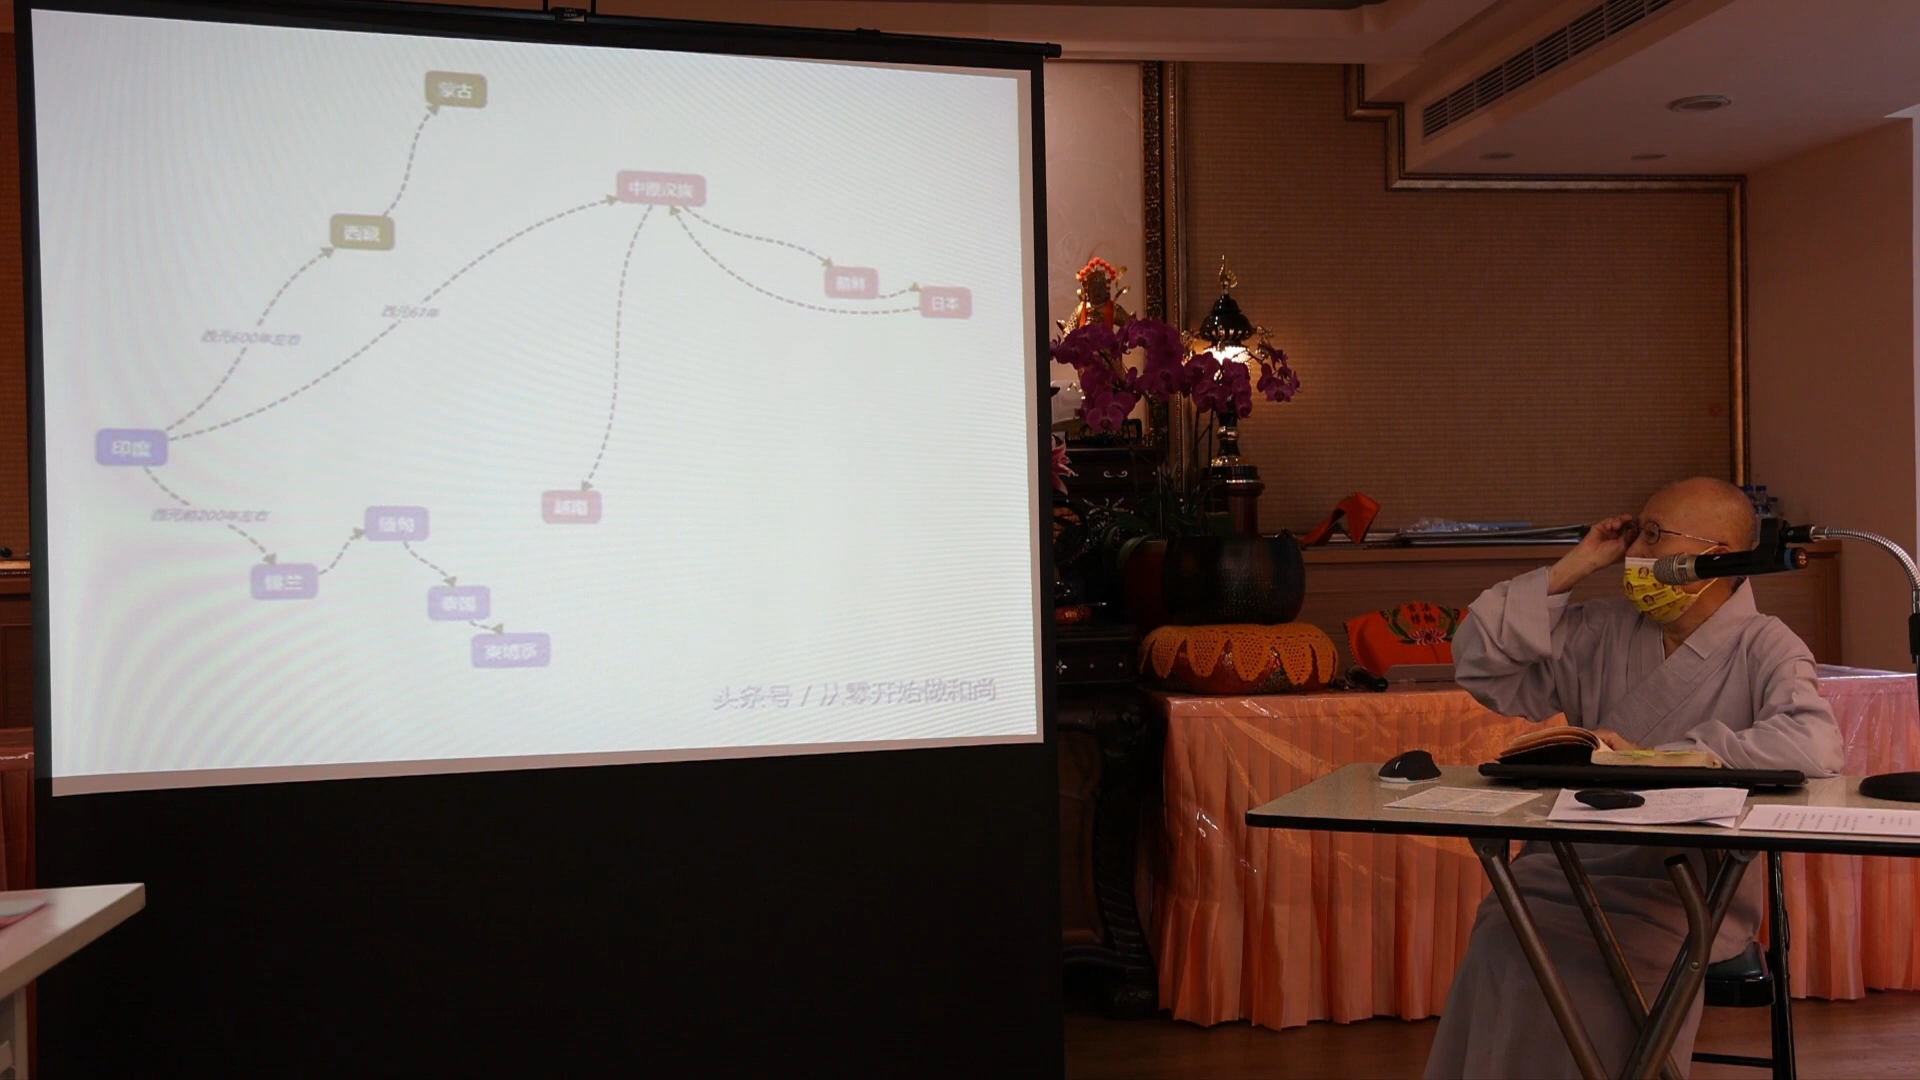 蒙古
中原汉族
西藏
朝鲜
日本
西元67年
西元600年左右
印度
越南
西元前200年左右
缅甸
锡兰
泰国
柬埔寨
头条号 / 从零开始做和尚